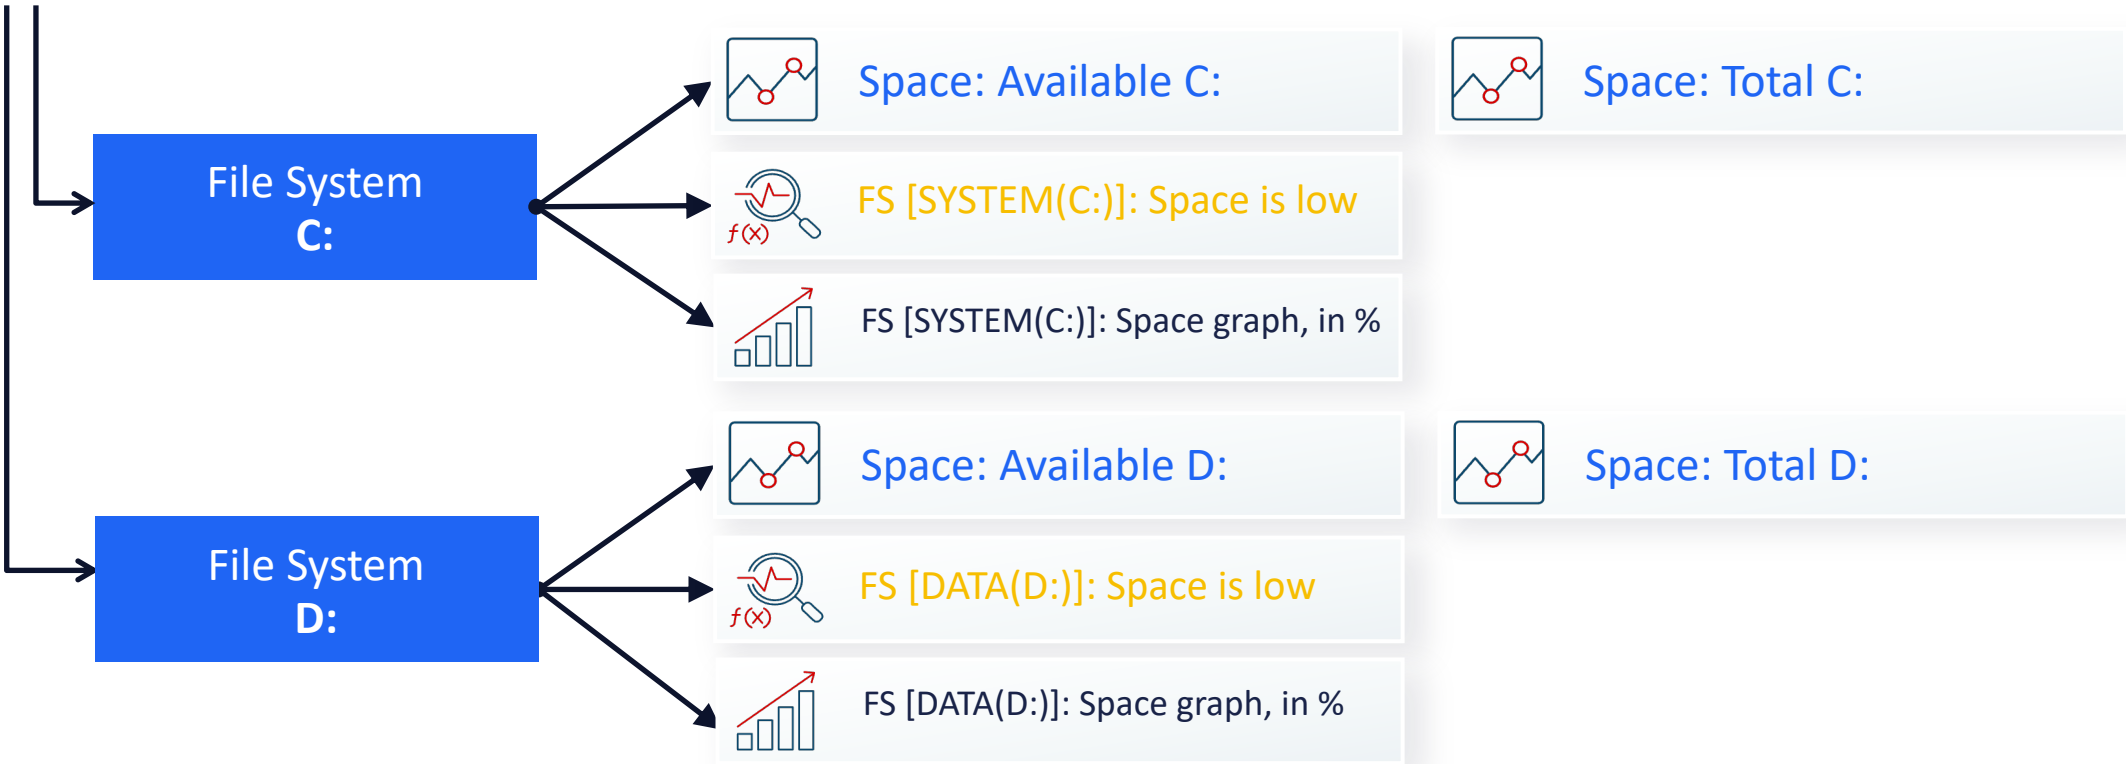 Space: Available C:
Space: Total C:
File System
C:
FS [SYSTEM(C:)]: Space is low
f(x)
FS [SYSTEM(C:)]: Space graph, in %
Space: Available D:
Space: Total D:
File System
D:
FS [DATA(D:)]: Space is low
f(x)
FS [DATA(D:)]: Space graph, in %